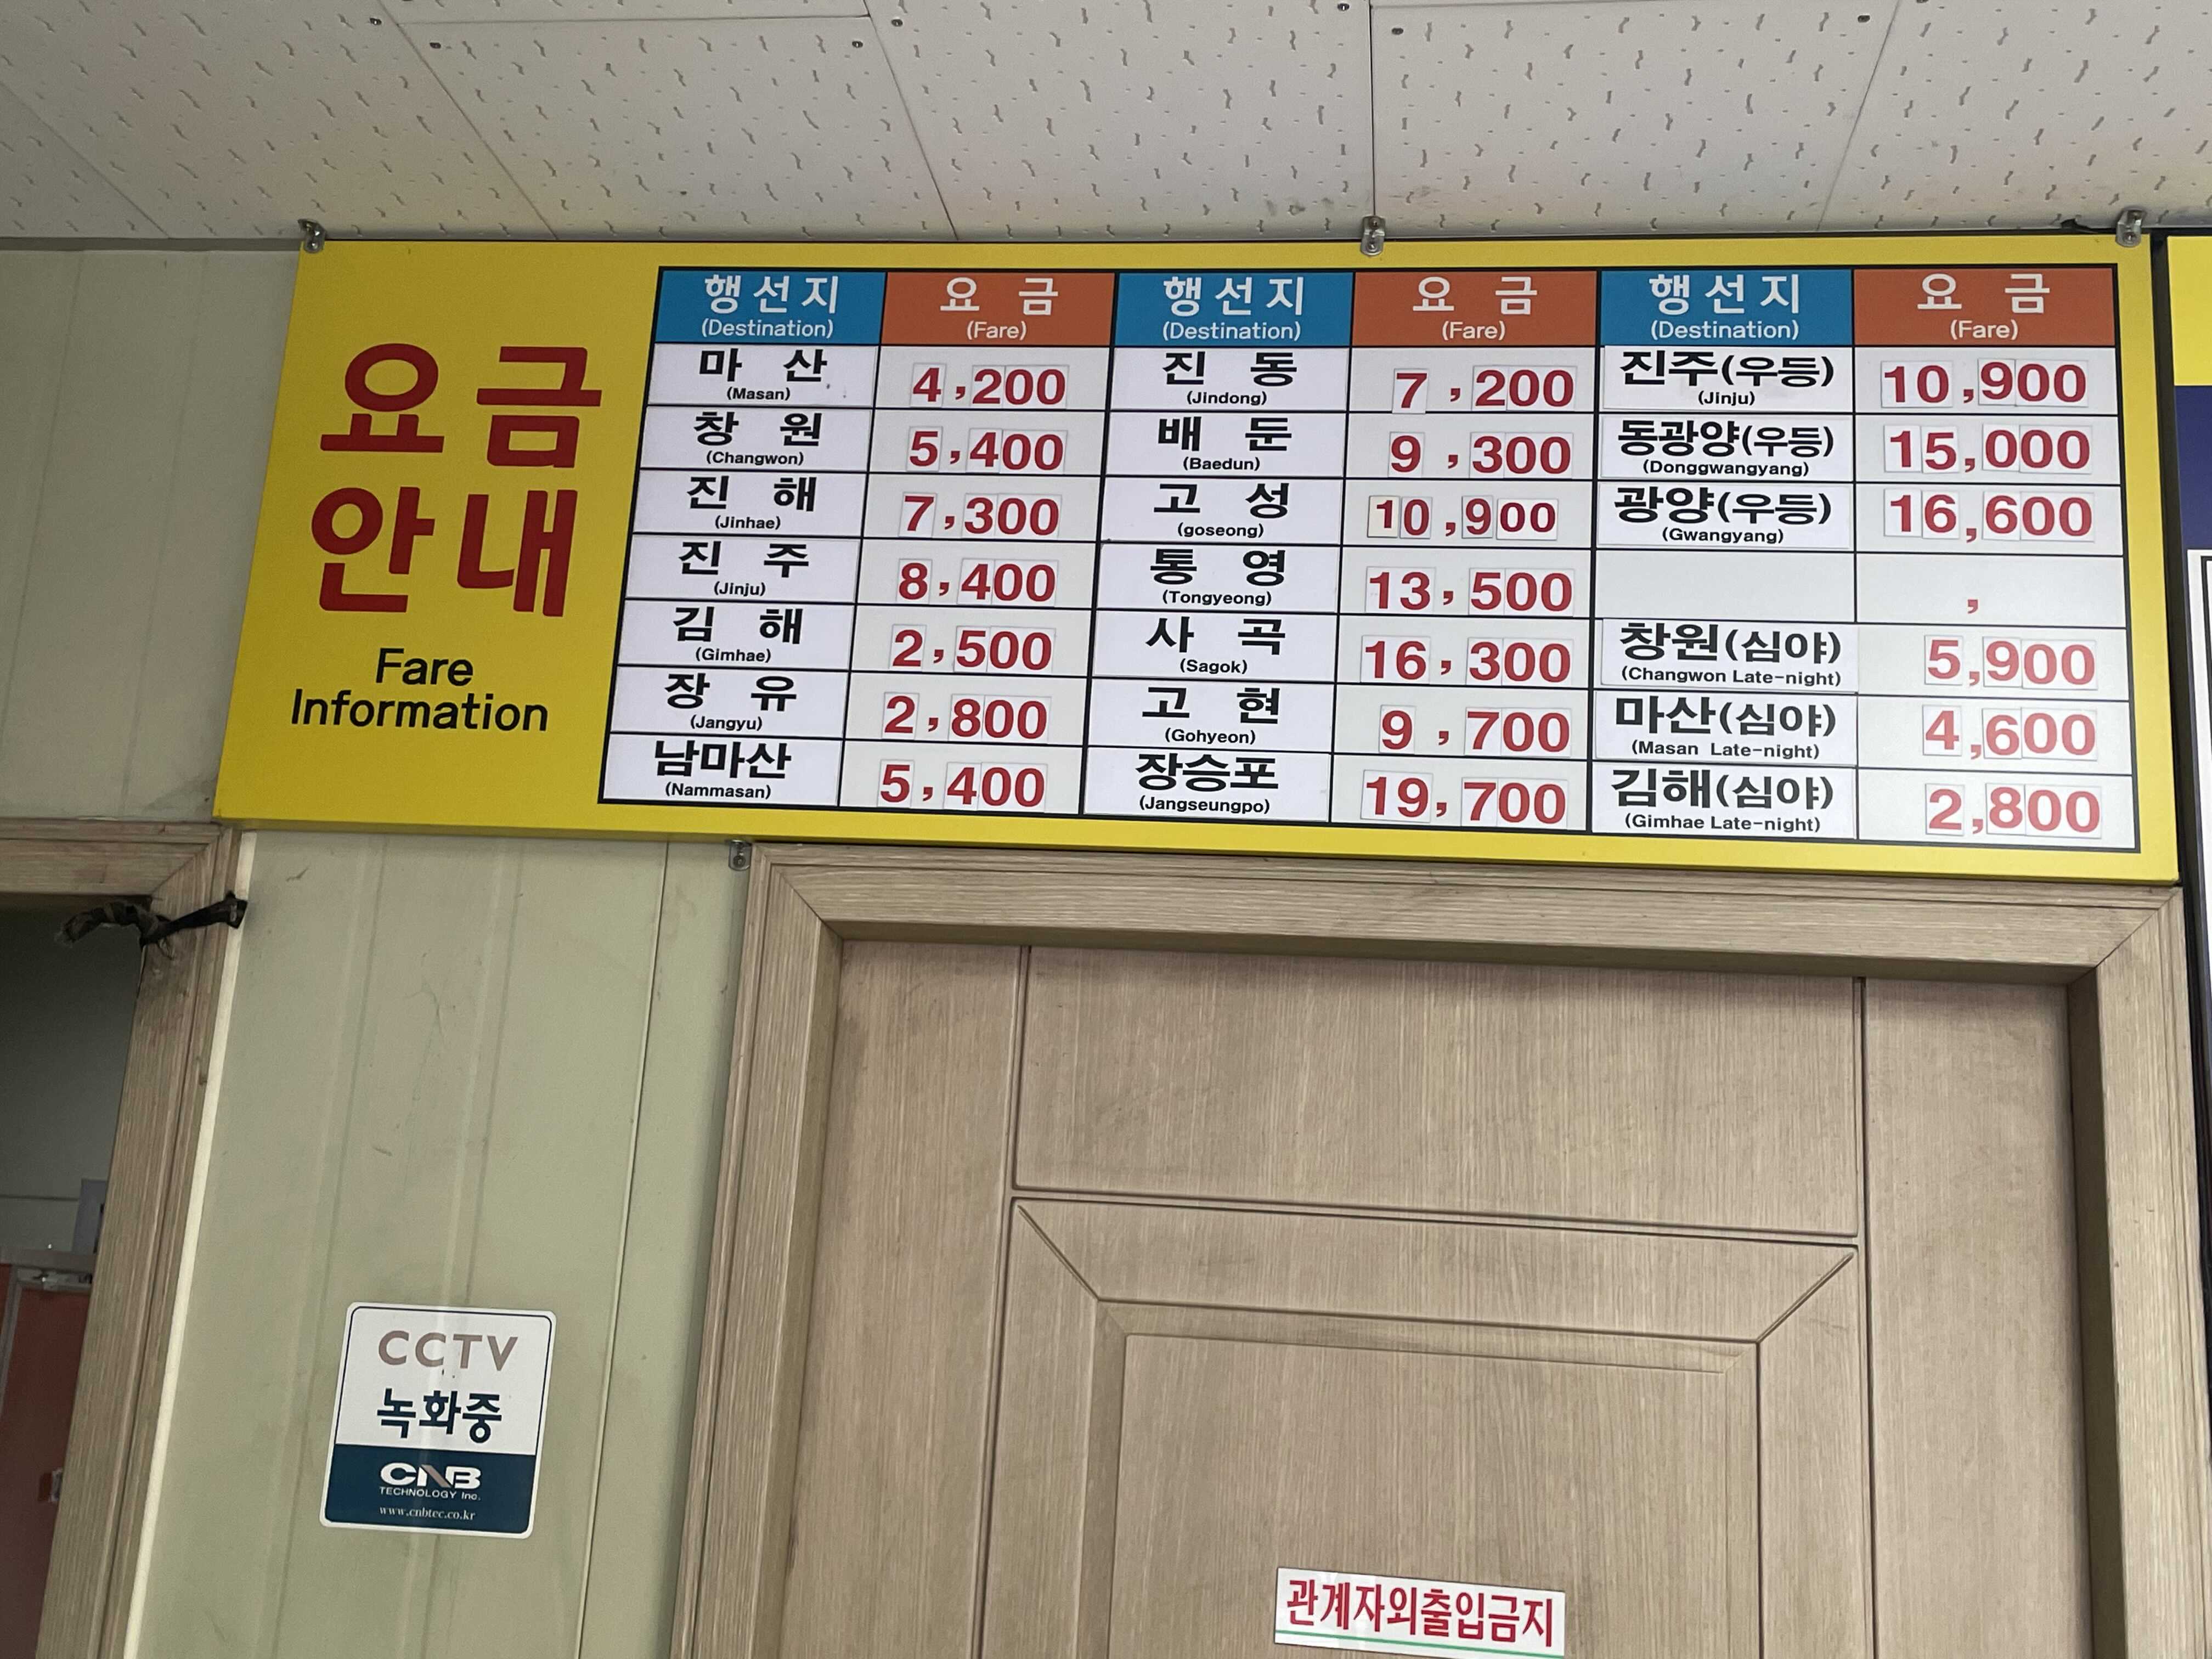 요금
안내
Fare
Information
행선지 요금 행선지 요금 행선지 요금
(Destination) (Fare) (Destination) (Fare) (Destination) (Fare)
마산 4,200 진동 7,200 진주(우등) 10,900
(Masan) (Jindong) (Jinju)
창원 5,400 배둔 9,300 동광양(우등) 15,000
(Changwon) (Baedun) (Donggwangyang)
진해 7,300 고성 10,900 광양(우등) 16,600
(Jinhae) (goseong) (Gwangyang)
진주 8,400 통영 13,500 ,
(Jinju) (Tongyeong)
김해 2,500 사곡 16,300 창원(심야) 5,900
(Gimhae) (Sagok) (Changwon Late-night)
장유 2,800 고현 9,700 마산(심야) 4,600
(Jangyu) (Gohyeon) (Masan Late-night)
남마산 5,400 장승포 19,700 김해(심야) 2,800
(Nammasan) (Jangseungpo) (Gimhae Late-night)
CCTV
녹화중
CNB
TECHNOLOGY Inc.
www.cnbtec.co.kr
관계자외출입금지